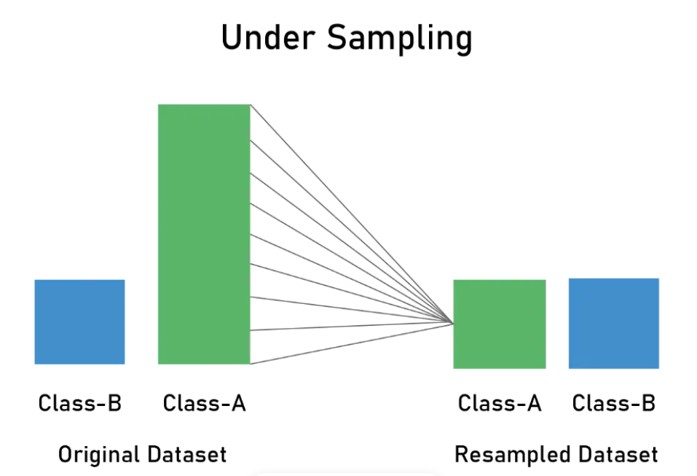 Under Sampling
Class-B
Class-A
Class-A
Class-B
Original Dataset
Resampled Dataset